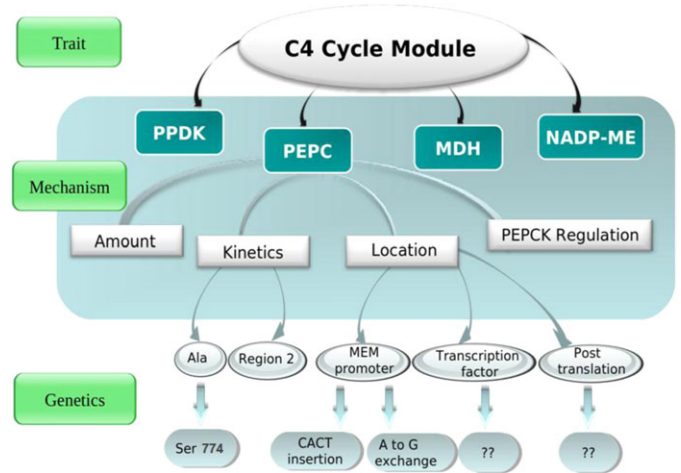 Trait
C4 Cycle Module
PPDK
PEPC
MDH
NADP-ME
Mechanism
Amount
Kinetics
Location
PEPCK Regulation
Ala
Region 2
MEM
promoter
Transcription
factor
Post
translation
Genetics
Ser 774
CACT
insertion
A to G
exchange
??
??